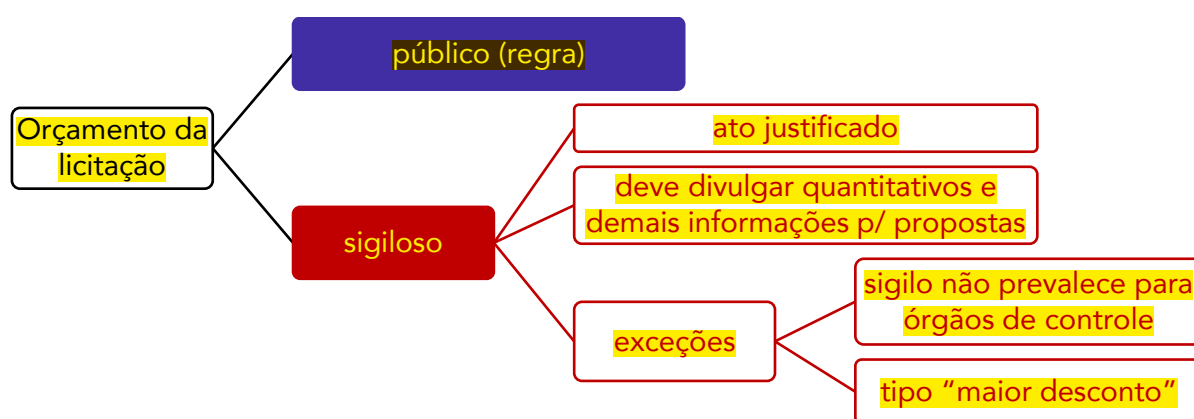 público (regra)
Orçamento da
licitação
ato justificado
deve divulgar quantitativos e
demais informações p/ propostas
sigiloso
sigilo não prevalece para
órgãos de controle
exceções
tipo “maior desconto”